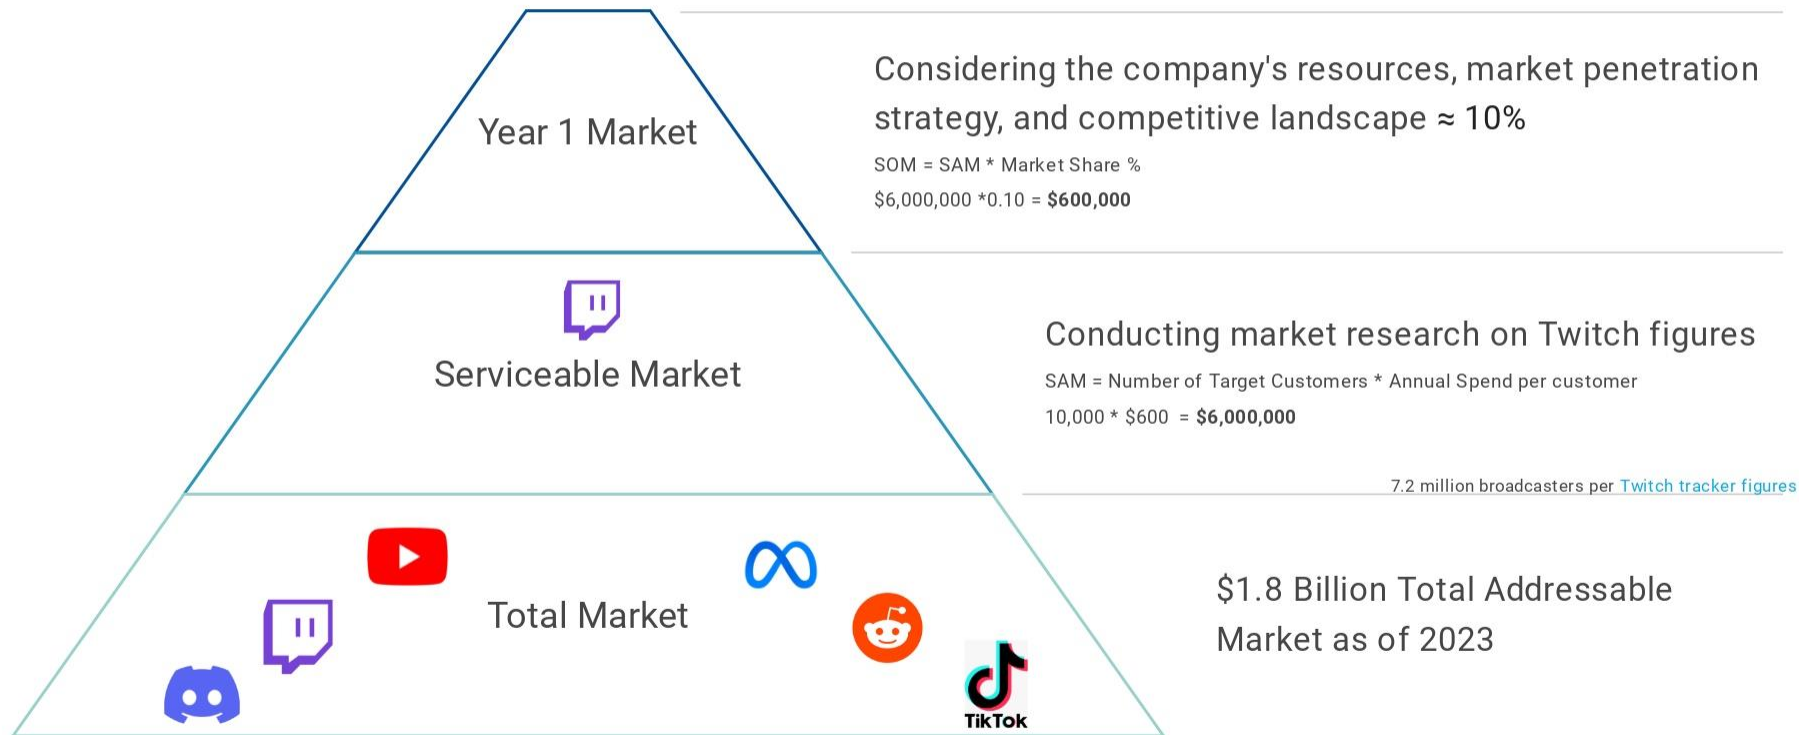 Year 1 Market
Considering the company's resources, market penetration
strategy, and competitive landscape ≈ 10%
SOM = SAM * Market Share %
$6,000,000 *0.10 = $600,000
Serviceable Market
Conducting market research on Twitch figures
SAM = Number of Target Customers * Annual Spend per customer
10,000 * $600  = $6,000,000
7.2 million broadcasters per Twitch tracker figures
Total Market
$1.8 Billion Total Addressable
Market as of 2023
TikTok